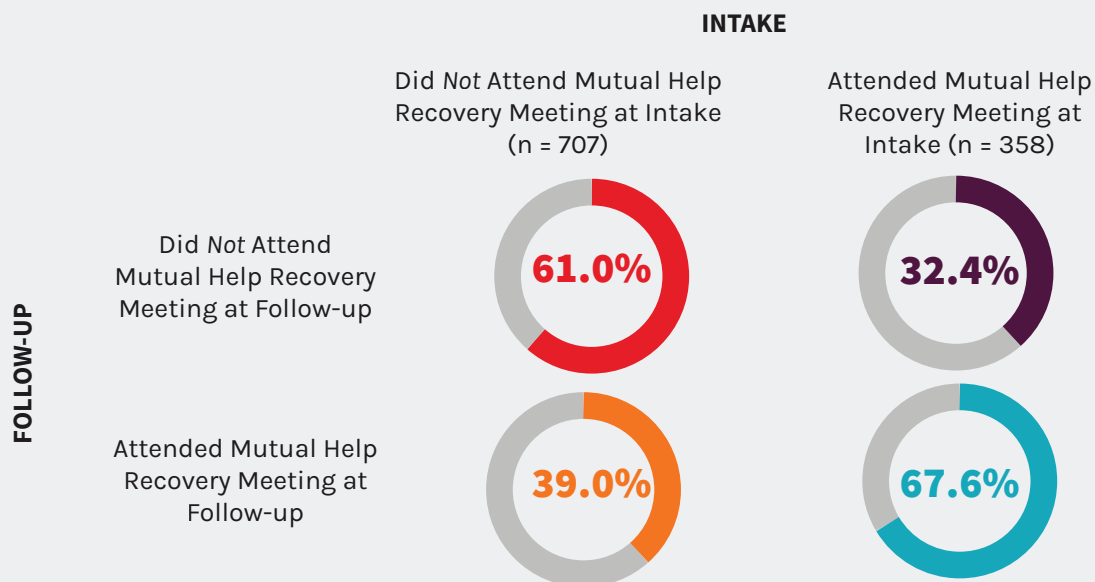 INTAKE
Did Not Attend Mutual Help
Recovery Meeting at Intake
(n = 707)
Attended Mutual Help
Recovery Meeting at
Intake (n = 358)
FOLLOW-UP
Did Not Attend
Mutual Help Recovery
Meeting at Follow-up
61.0%
32.4%
Attended Mutual Help
Recovery Meeting at
Follow-up
39.0%
67.6%